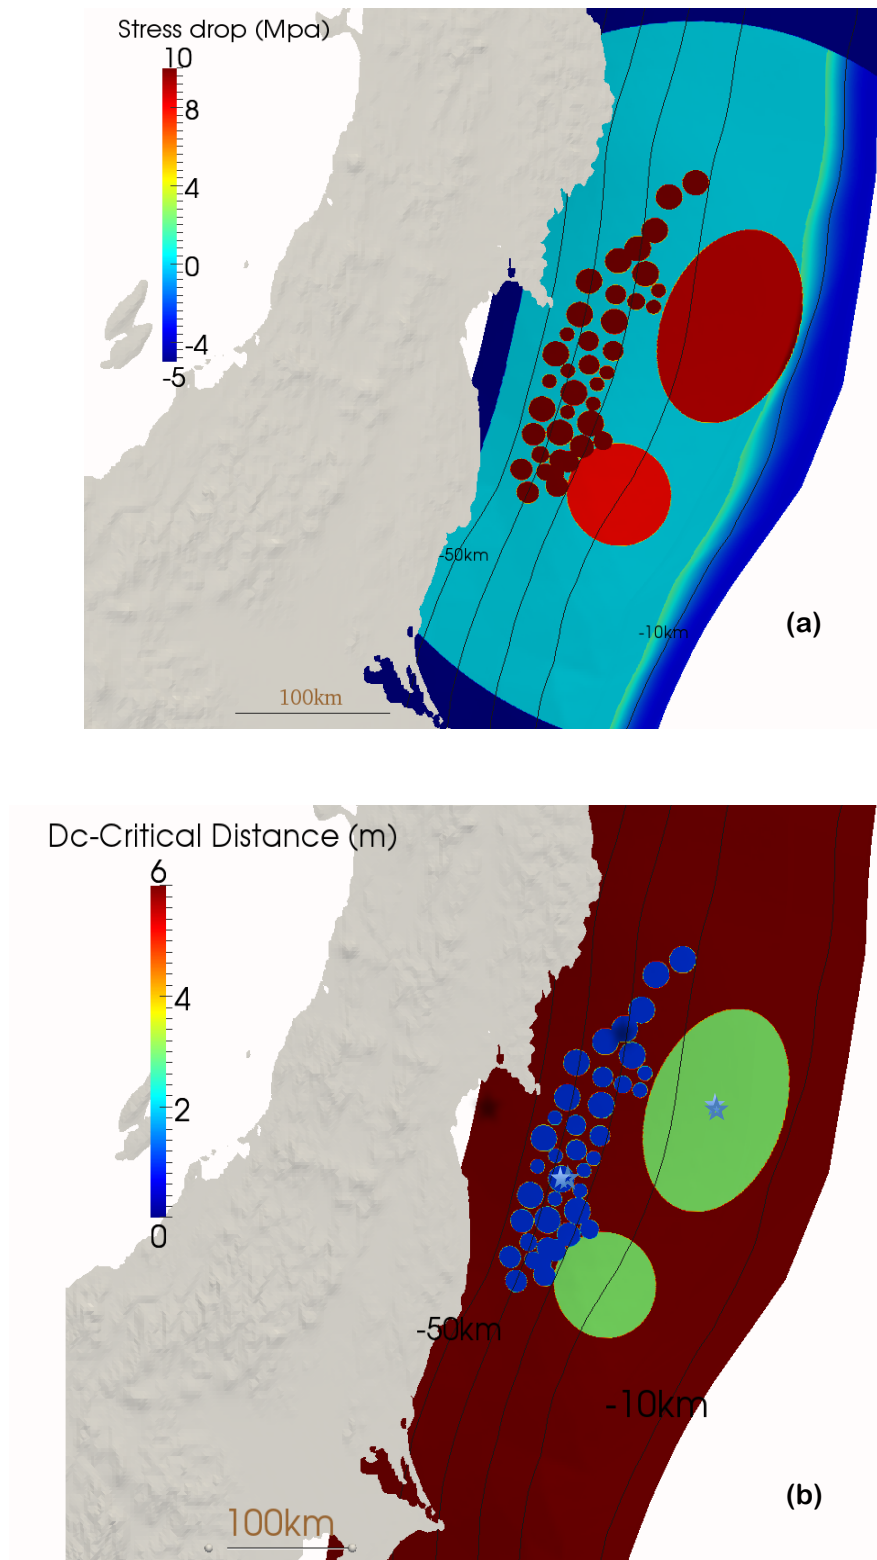 Stress drop (Mpa)
10
8
4
0
-4
-5
-50km
-10km
(a)
100km
Dc-Critical Distance (m)
6
4
2
0
-50km
-10km
(b)
100km